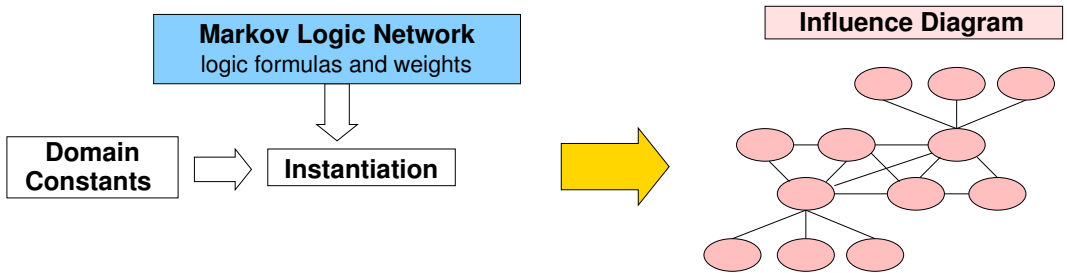 Influence Diagram
Markov Logic Network
logic formulas and weights
Domain
Constants
Instantiation